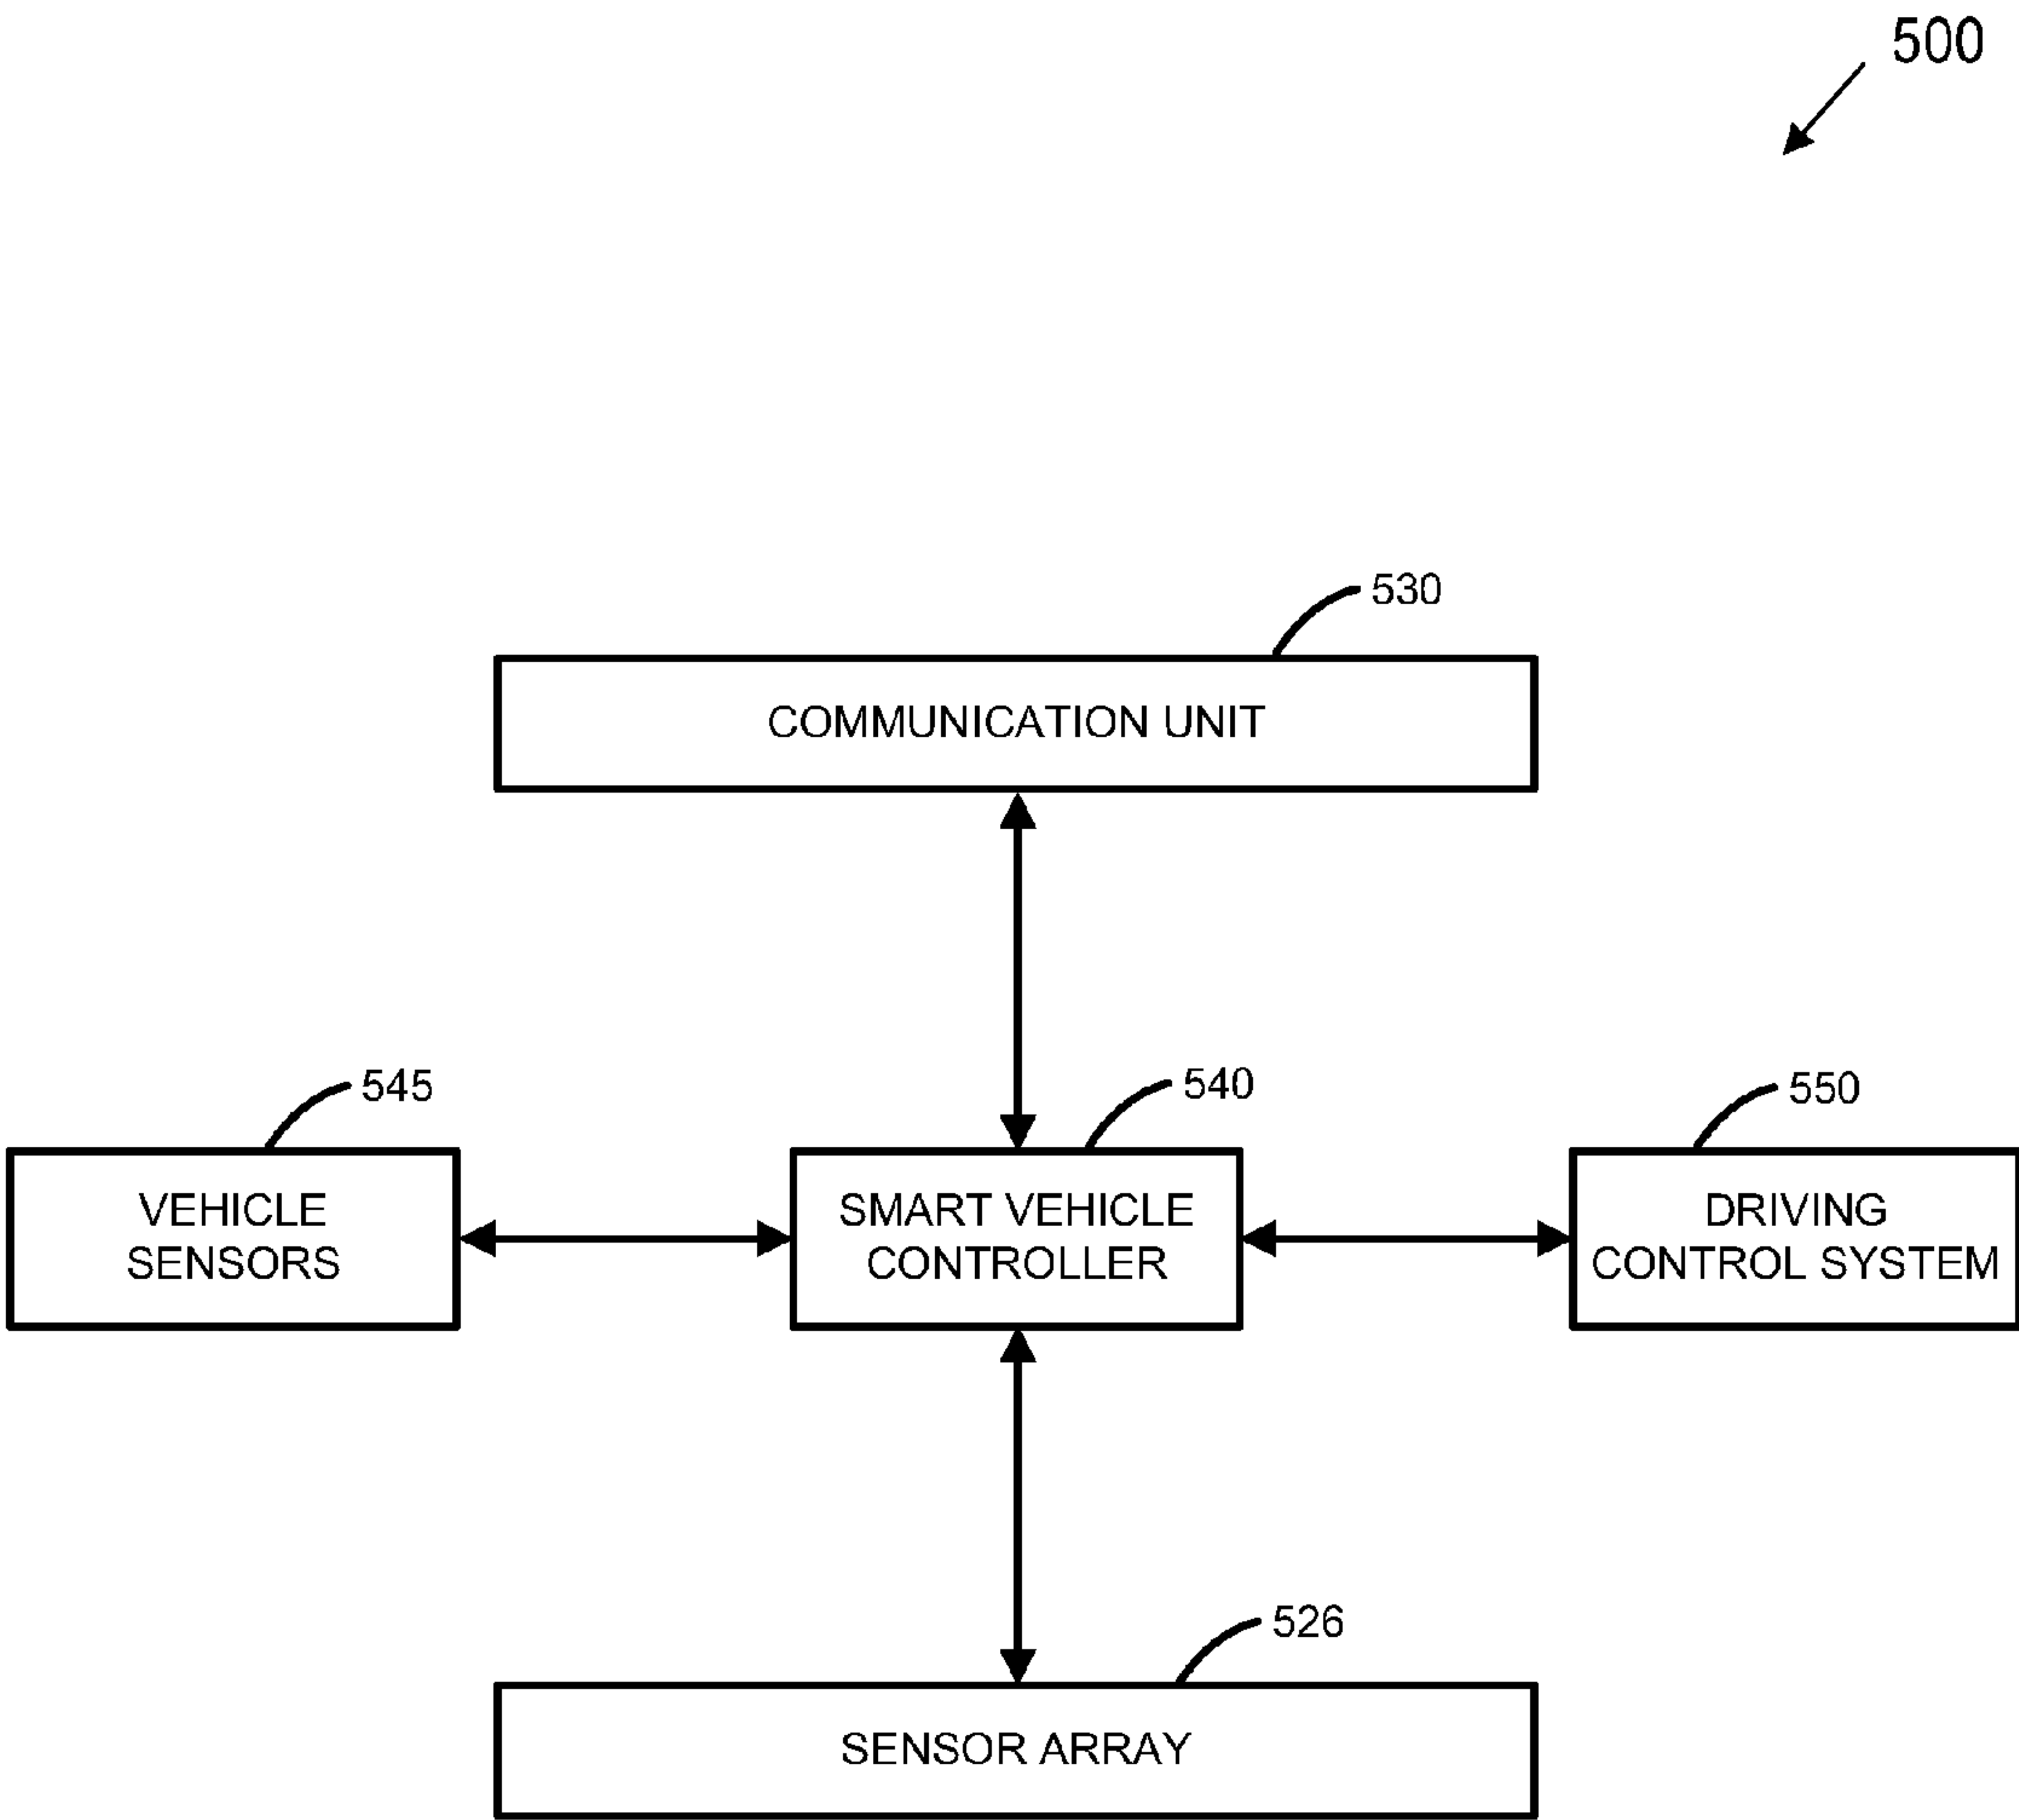 500
530
COMMUNICATION UNIT
545
540
550
VEHICLE
SENSORS
SMART VEHICLE
CONTROLLER
DRIVING
CONTROL SYSTEM
526
SENSOR ARRAY